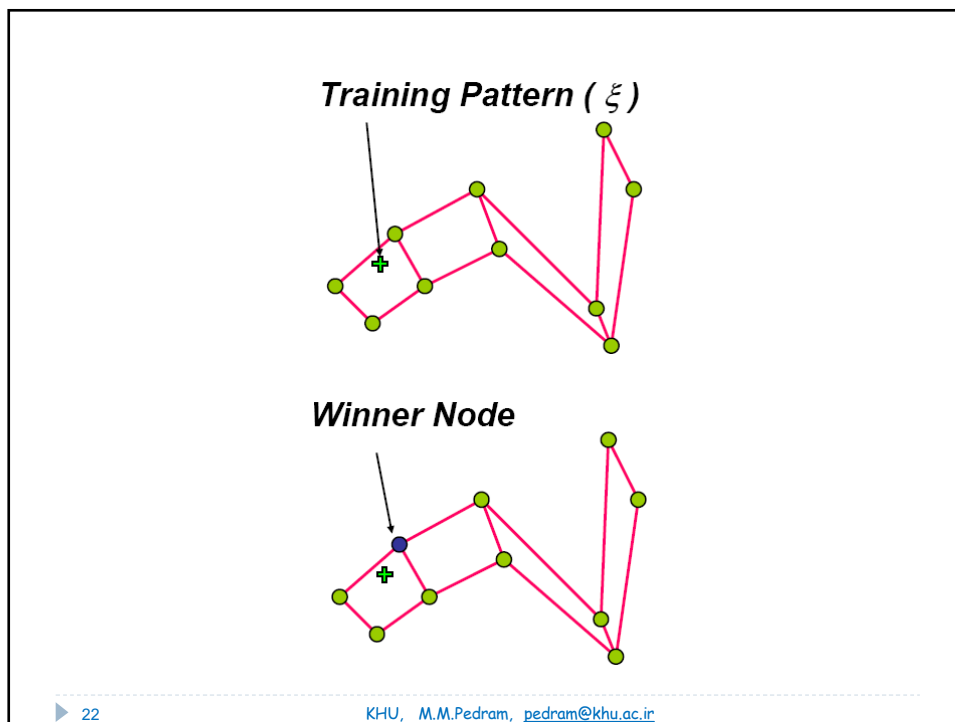 Training Pattern ( ξ )
Winner Node
22 KHU, M.M.Pedram, pedram@khu.ac.ir